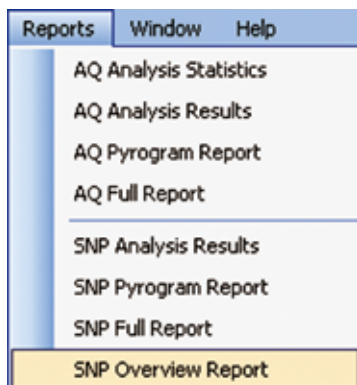 Reports Window Help
AQ Analysis Statistics
AQ Analysis Results
AQ Pyrogram Report
AQ Full Report
SNP Analysis Results
SNP Pyrogram Report
SNP Full Report
SNP Overview Report